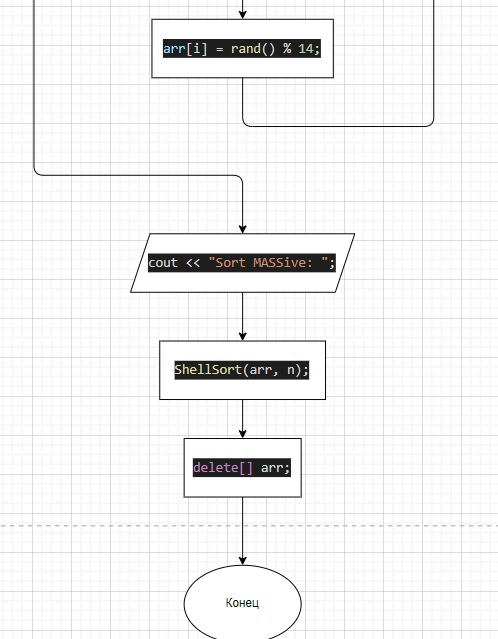 arr[i] = rand() % 14;
cout << "Sort MASSive: ";
ShellSort(arr, n);
delete[] arr;
Конец